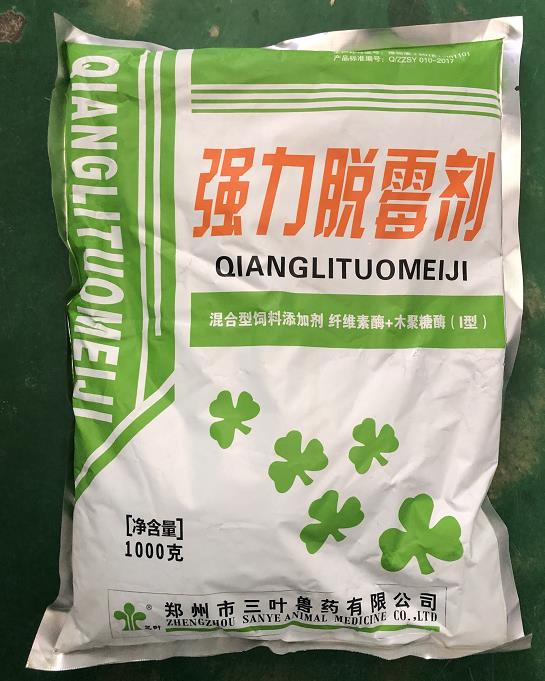 产品标准编号：Q/ZZSY 010-2017
QIANGLITUOMEIJI
强力脱霉剂
QIANGLITUOMEIJI
混合型饲料添加剂 纤维素酶+木聚糖酶（I型）
[净含量]
1000克
三叶
®
郑州市三叶兽药有限公司
ZHENGZHOU SANYE ANIMAL MEDICINE CO.,LTD